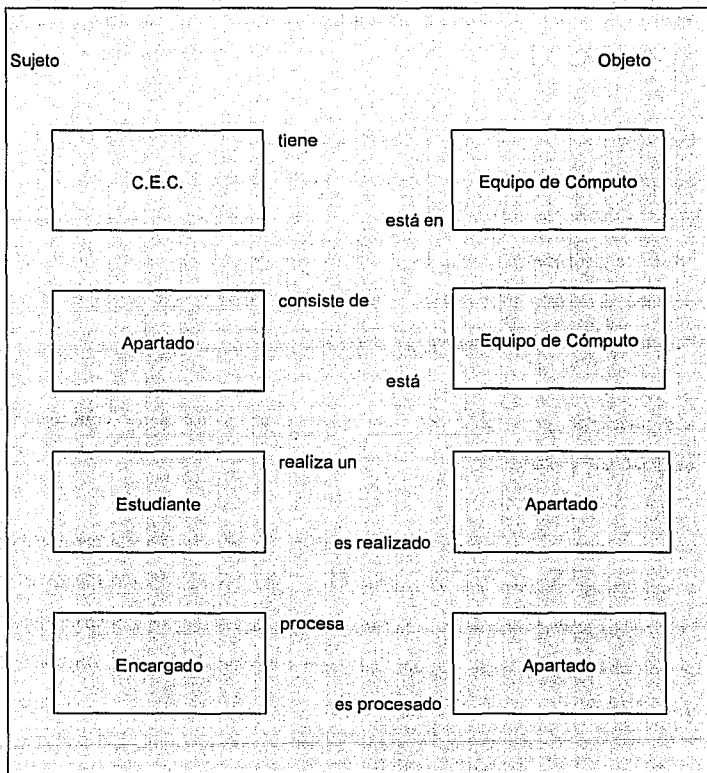 Sujeto
Objeto
tiene
C.E.C.
Equipo de Cómputo
está en
consiste de
Apartado
Equipo de Cómputo
está
realiza un
Estudiante
Apartado
es realizado
procesa
Encargado
Apartado
es procesado